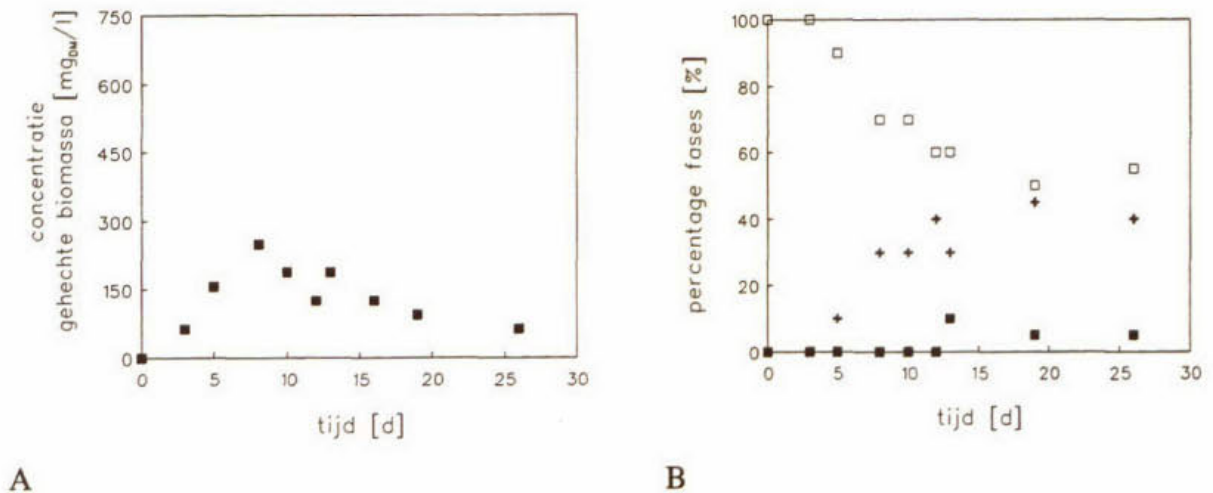 concentratie
gehechte biomassa [mgDM/l]
750
600
450
300
150
0
0 5 10 15 20 25 30
tijd [d]
A
percentage fases [%]
100
80
60
40
20
0
0 5 10 15 20 25 30
tijd [d]
B